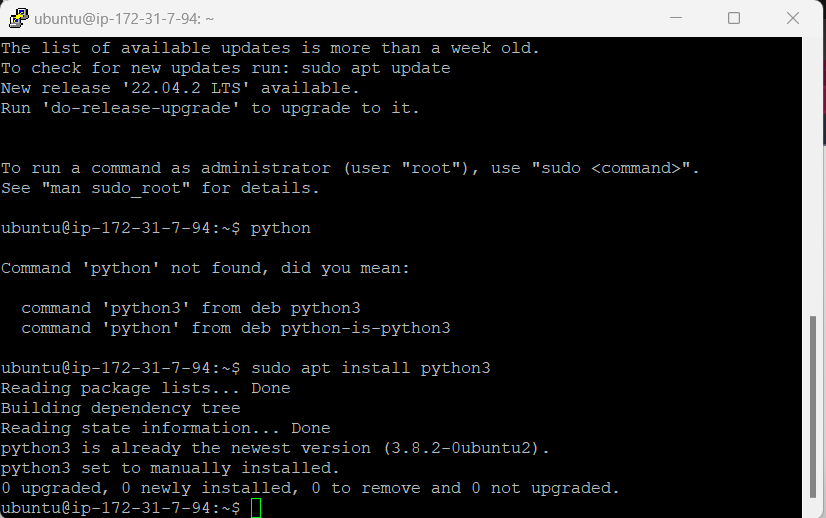 ubuntu@ip-172-31-7-94: ~
The list of available updates is more than a week old.
To check for new updates run: sudo apt update
New release '22.04.2 LTS' available.
Run 'do-release-upgrade' to upgrade to it.
To run a command as administrator (user "root"), use "sudo <command>".
See "man sudo_root" for details.
ubuntu@ip-172-31-7-94:~$ python
Command 'python' not found, did you mean:
  command 'python3' from deb python3
  command 'python' from deb python-is-python3
ubuntu@ip-172-31-7-94:~$ sudo apt install python3
Reading package lists... Done
Building dependency tree
Reading state information... Done
python3 is already the newest version (3.8.2-0ubuntu2).
python3 set to manually installed.
0 upgraded, 0 newly installed, 0 to remove and 0 not upgraded.
ubuntu@ip-172-31-7-94:~$